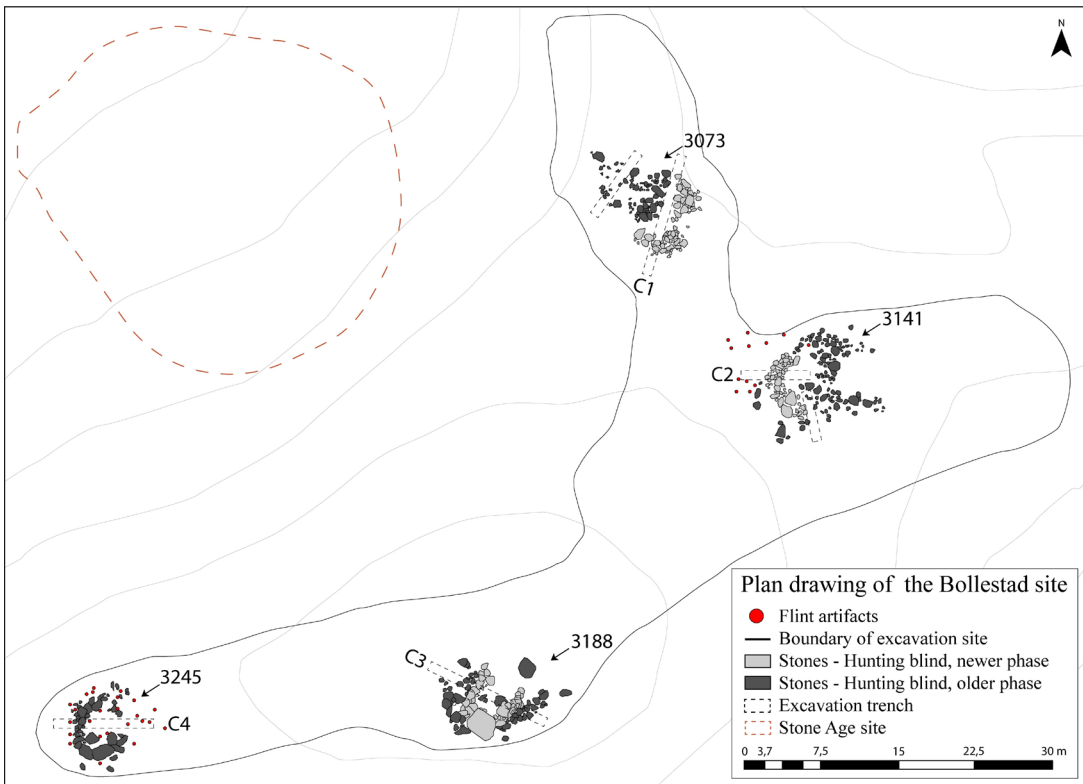 N
3073
C1
3141
C2
3188
C3
3245
C4
Plan drawing of the Bollestad site
Flint artifacts
Boundary of excavation site
Stones - Hunting blind, newer phase
Stones - Hunting blind, older phase
Excavation trench
Stone Age site
0 3,7 7,5 15 22,5 30 m